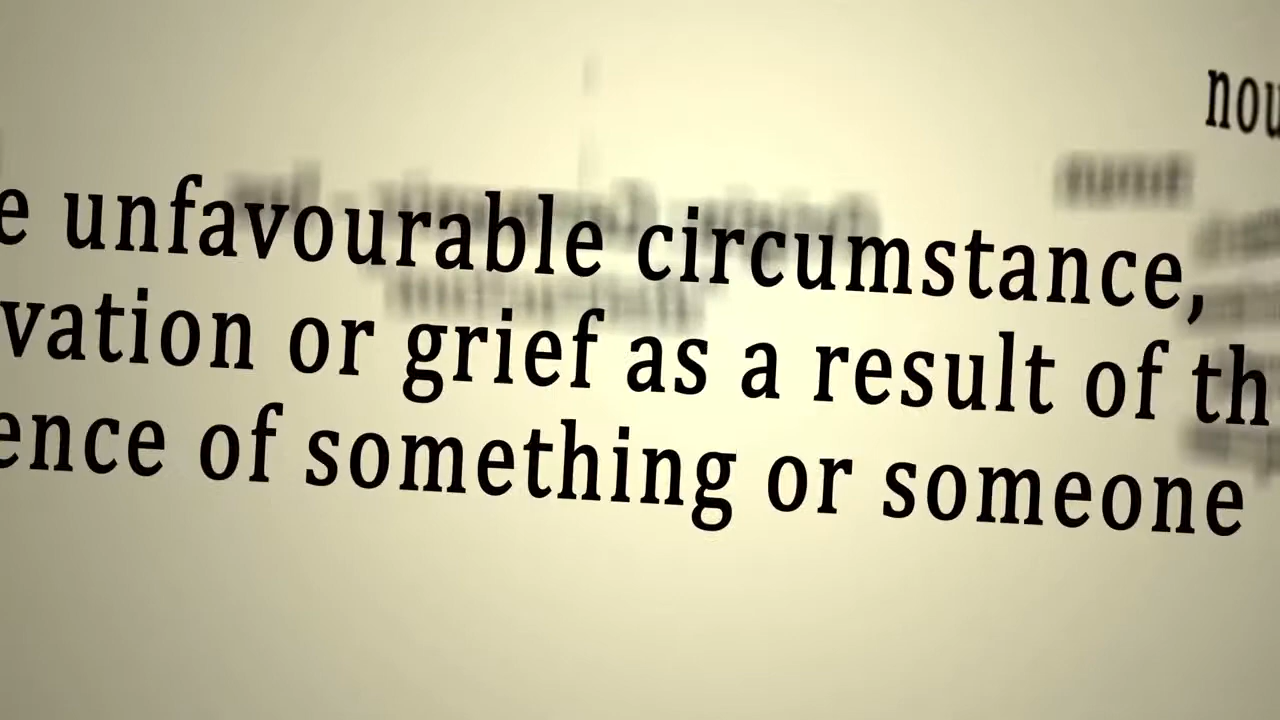 nou
e unfavourable circumstance,
vation or grief as a result of th
ence of something or someone